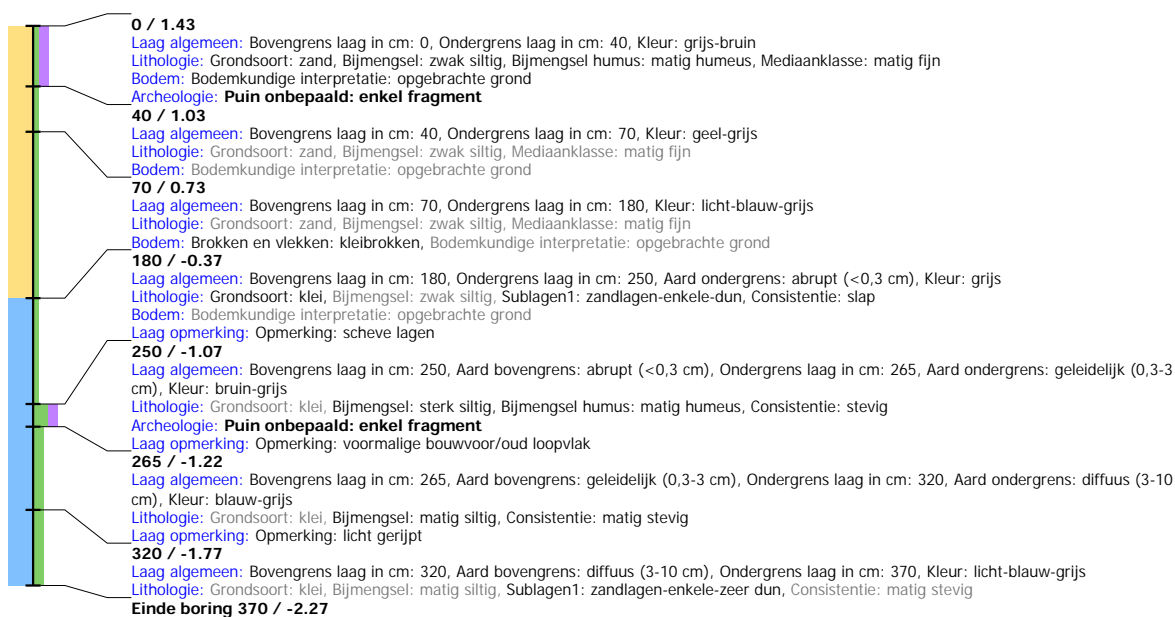 0 / 1.43
Laag algemeen: Bovengrens laag in cm: 0, Ondergrens laag in cm: 40, Kleur: grijs-bruin
Lithologie: Grondsoort: zand, Bijmengsel: zwak siltig, Bijmengsel humus: matig humeus, Mediaanklasse: matig fijn
Bodem: Bodemkundige interpretatie: opgebrachte grond
Archeologie: Puin onbepaald: enkel fragment
40 / 1.03
Laag algemeen: Bovengrens laag in cm: 40, Ondergrens laag in cm: 70, Kleur: geel-grijs
Lithologie: Grondsoort: zand, Bijmengsel: zwak siltig, Mediaanklasse: matig fijn
Bodem: Bodemkundige interpretatie: opgebrachte grond
70 / 0.73
Laag algemeen: Bovengrens laag in cm: 70, Ondergrens laag in cm: 180, Kleur: licht-blauw-grijs
Lithologie: Grondsoort: zand, Bijmengsel: zwak siltig, Mediaanklasse: matig fijn
Bodem: Brokken en vlekken: kleibrokken, Bodemkundige interpretatie: opgebrachte grond
180 / -0.37
Laag algemeen: Bovengrens laag in cm: 180, Ondergrens laag in cm: 250, Aard ondergrens: abrupt (<0,3 cm), Kleur: grijs
Lithologie: Grondsoort: klei, Bijmengsel: zwak siltig, Sublagen1: zandlagen-enkele-dun, Consistentie: slap
Bodem: Bodemkundige interpretatie: opgebrachte grond
Laag opmerking: Opmerking: scheve lagen
250 / -1.07
Laag algemeen: Bovengrens laag in cm: 250, Aard bovengrens: abrupt (<0,3 cm), Ondergrens laag in cm: 265, Aard ondergrens: geleidelijk (0,3-3
cm), Kleur: bruin-grijs
Lithologie: Grondsoort: klei, Bijmengsel: sterk siltig, Bijmengsel humus: matig humeus, Consistentie: stevig
Archeologie: Puin onbepaald: enkel fragment
Laag opmerking: Opmerking: voormalige bouwvoor/oud loopvlak
265 / -1.22
Laag algemeen: Bovengrens laag in cm: 265, Aard bovengrens: geleidelijk (0,3-3 cm), Ondergrens laag in cm: 320, Aard ondergrens: diffuus (3-10
cm), Kleur: blauw-grijs
Lithologie: Grondsoort: klei, Bijmengsel: matig siltig, Consistentie: matig stevig
Laag opmerking: Opmerking: licht gerijpt
320 / -1.77
Laag algemeen: Bovengrens laag in cm: 320, Aard bovengrens: diffuus (3-10 cm), Ondergrens laag in cm: 370, Kleur: licht-blauw-grijs
Lithologie: Grondsoort: klei, Bijmengsel: matig siltig, Sublagen1: zandlagen-enkele-zeer dun, Consistentie: matig stevig
Einde boring 370 / -2.27